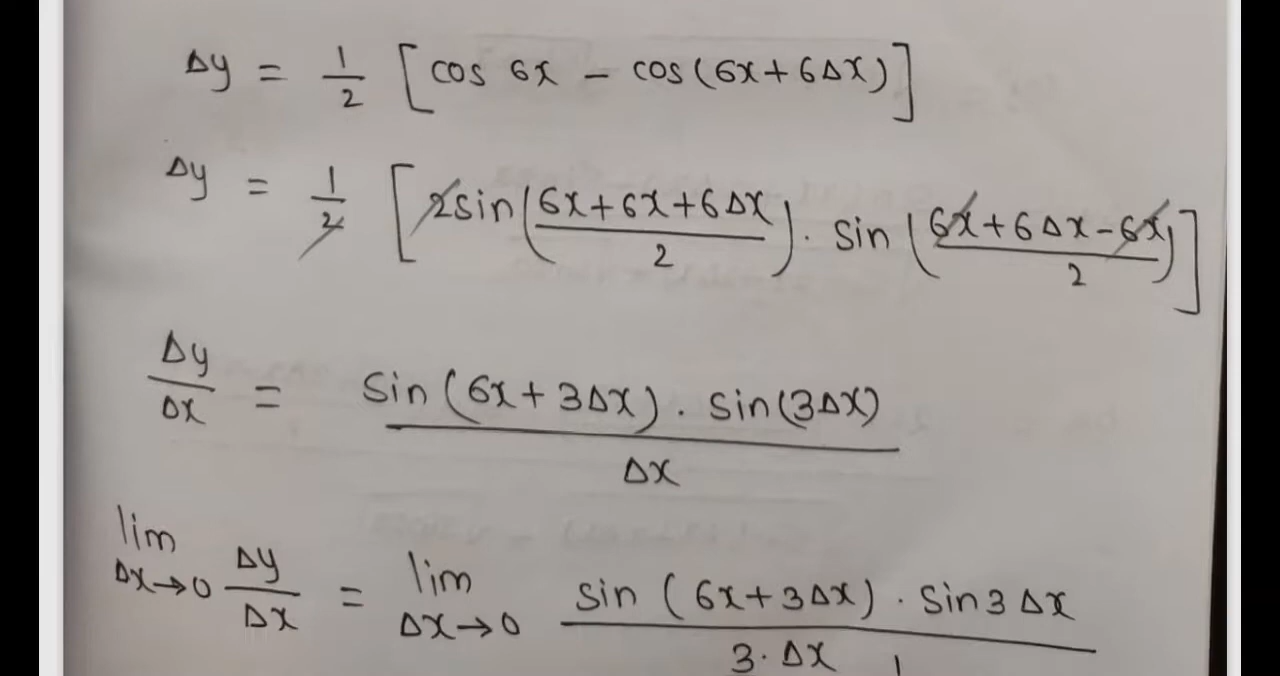 Δy = 1/2 [cos 6x - cos(6x+6Δx)]
Δy = 1/2 [2sin((6x+6x+6Δx)/2) . sin((6x+6Δx-6x)/2)]
Δy/Δx = sin(6x+3Δx) . sin(3Δx) / Δx
lim Δx→0 Δy/Δx = lim Δx→0 sin (6x+3Δx) . sin3Δx / 3.Δx